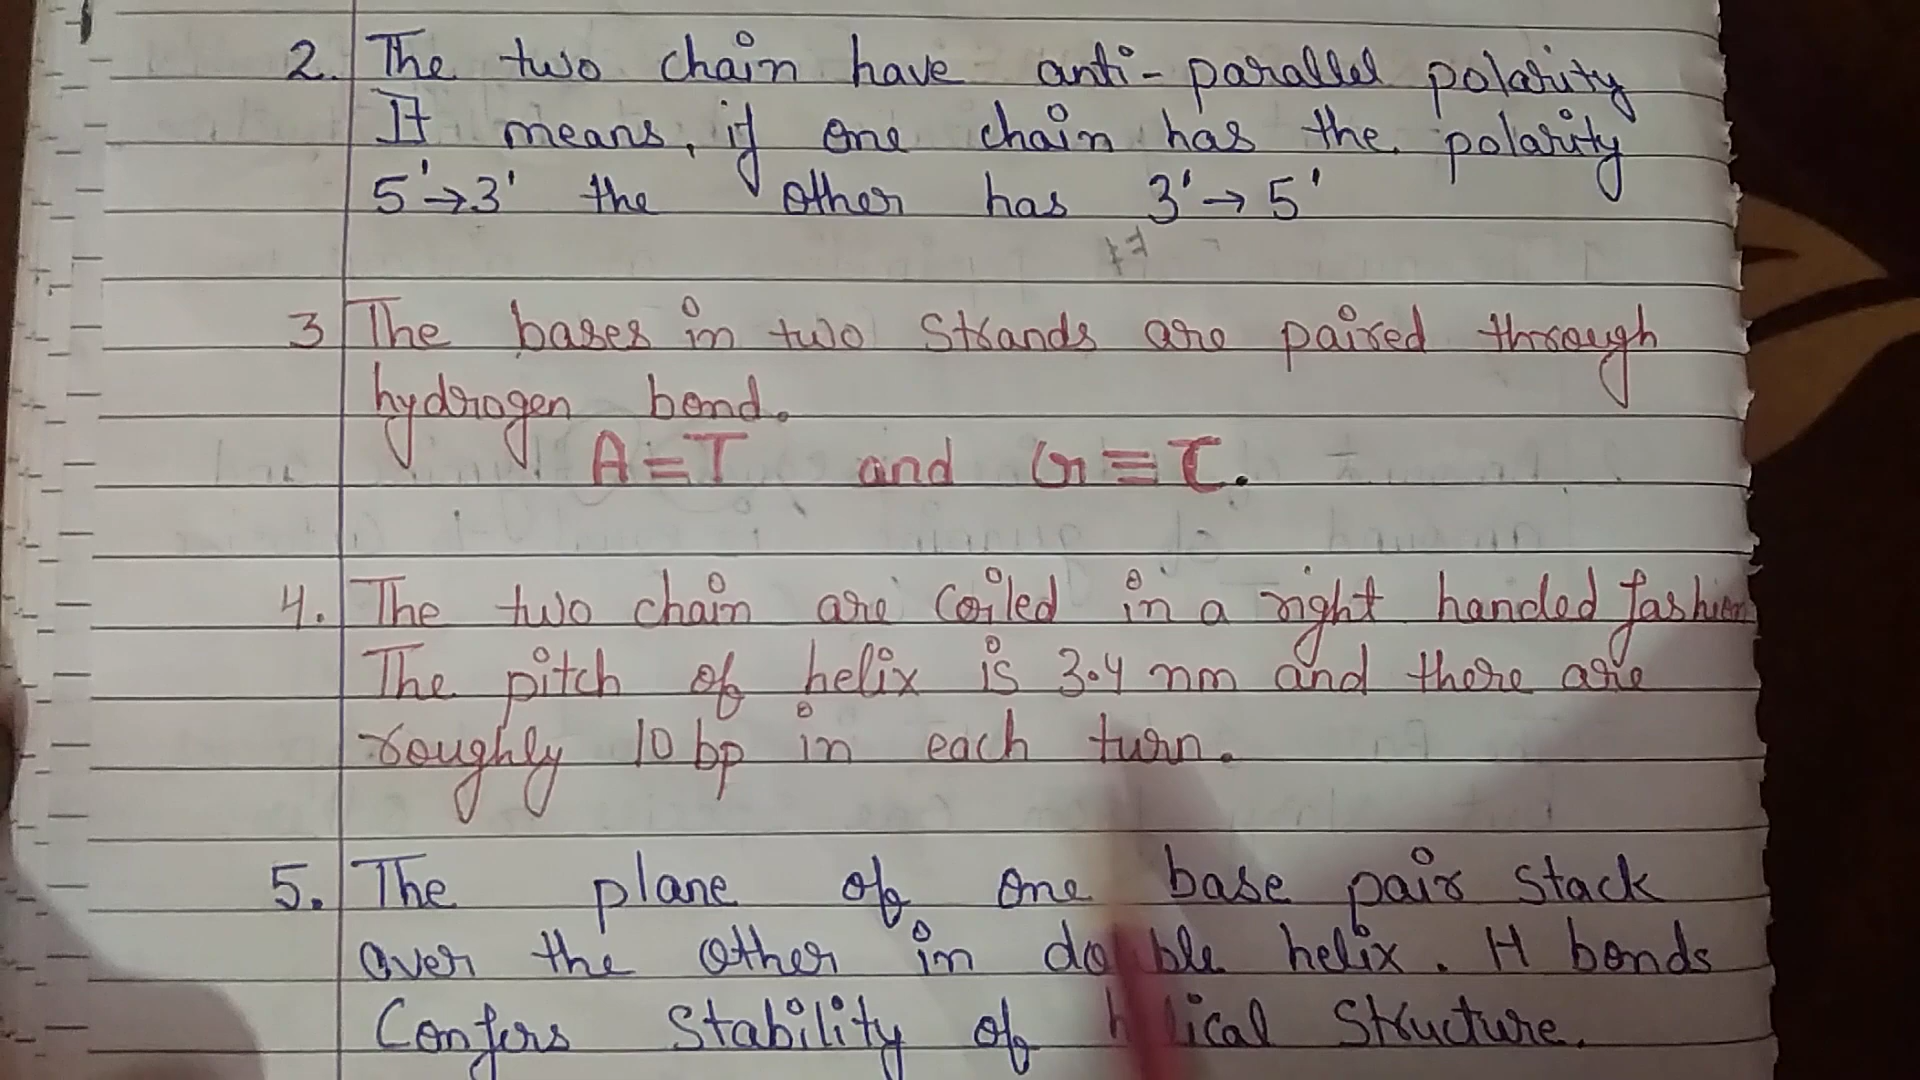 2. The two chain have anti-parallel polarity
It means, if one chain has the polarity
5'→3' the other has 3'→5'
3 The bases in two strands are paired through
hydrogen bond.
A=T and G≡C.
4. The two chain are coiled in a right handed fashion
The pitch of helix is 3.4 nm and there are
roughly 10 bp in each turn.
5. The plane of one base pair stack
over the other in double helix. H bonds
Confers stability of helical structure.